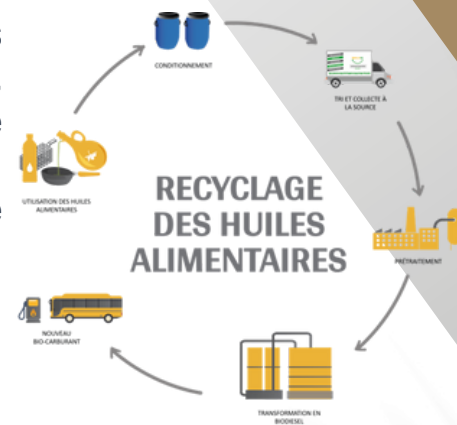 CONDITIONNEMENT
TRI ET COLLECTE À
LA SOURCE
UTILISATION DES HUILES
ALIMENTAIRES
RECYCLAGE
DES HUILES
ALIMENTAIRES
PRÉTRAITEMENT
NOUVEAU
BIO-CARBURANT
TRANSFORMATION EN
BIODIESEL